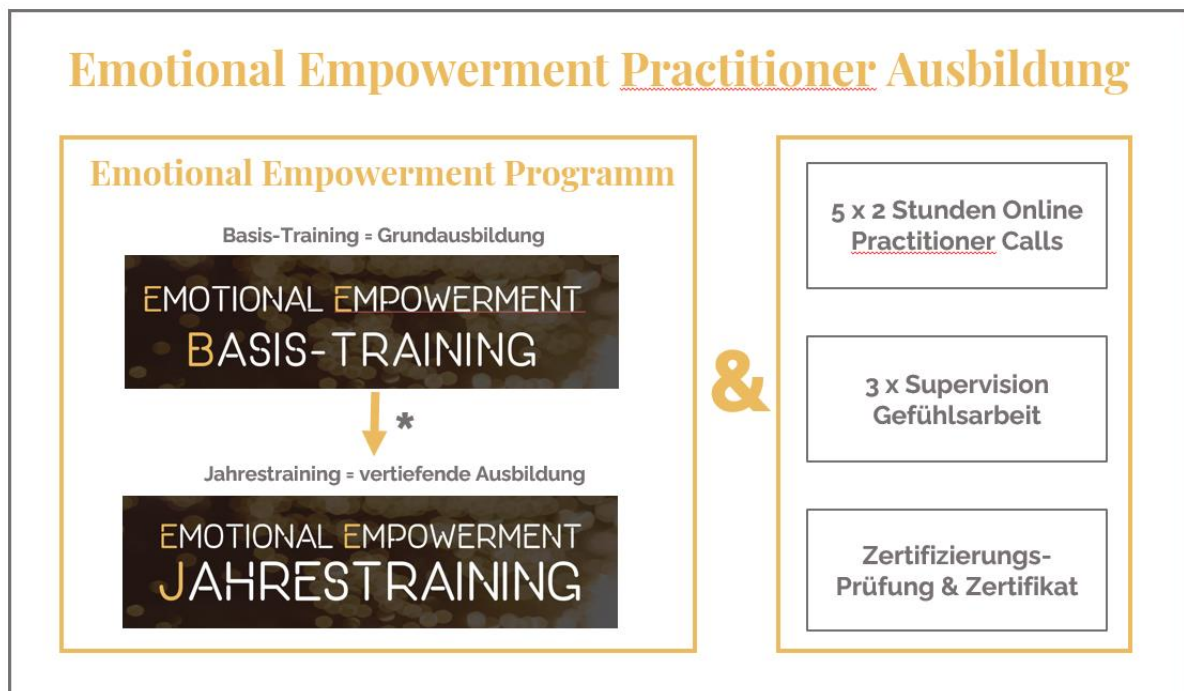 Emotional Empowerment Practitioner Ausbildung
Emotional Empowerment Programm
Basis-Training = Grundausbildung
EMOTIONAL EMPOWERMENT
BASIS-TRAINING
*
Jahrestraining = vertiefende Ausbildung
EMOTIONAL EMPOWERMENT
JAHRESTRAINING
&
5 x 2 Stunden Online
Practitioner Calls
3 x Supervision
Gefühlsarbeit
Zertifizierungs-
Prüfung & Zertifikat